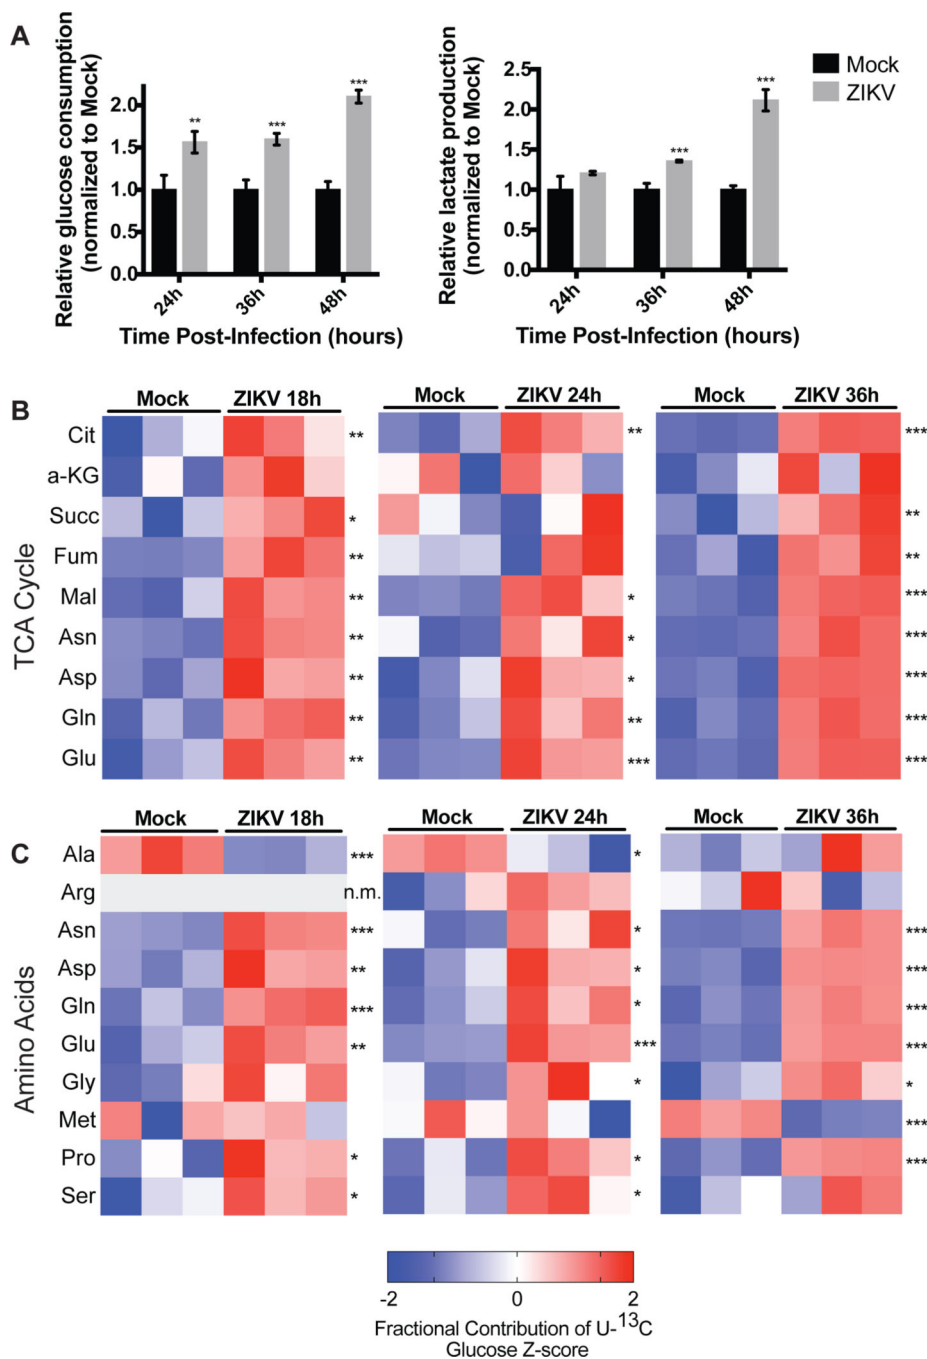 A
Relative glucose consumption
(normalized to Mock)
2.0
1.5
1.0
0.5
0.0
**
***
***
24h
36h
48h
Time Post-Infection (hours)
Relative lactate production
(normalized to Mock)
2.5
2.0
1.5
1.0
0.5
0.0
***
***
24h
36h
48h
Time Post-Infection (hours)
Mock
ZIKV
B
Mock ZIKV 18h Mock ZIKV 24h Mock ZIKV 36h
TCA Cycle
Cit ** ** ***
a-KG
Succ * **
Fum ** **
Mal ** * ***
Asn ** * ***
Asp ** * ***
Gln ** ** ***
Glu ** *** ***
C
Mock ZIKV 18h Mock ZIKV 24h Mock ZIKV 36h
Amino Acids
Ala *** *
Arg n.m.
Asn *** * ***
Asp ** * ***
Gln *** * ***
Glu ** *** ***
Gly * *
Met ***
Pro * * ***
Ser * *
-2 0 2
Fractional Contribution of U-¹³C
Glucose Z-score